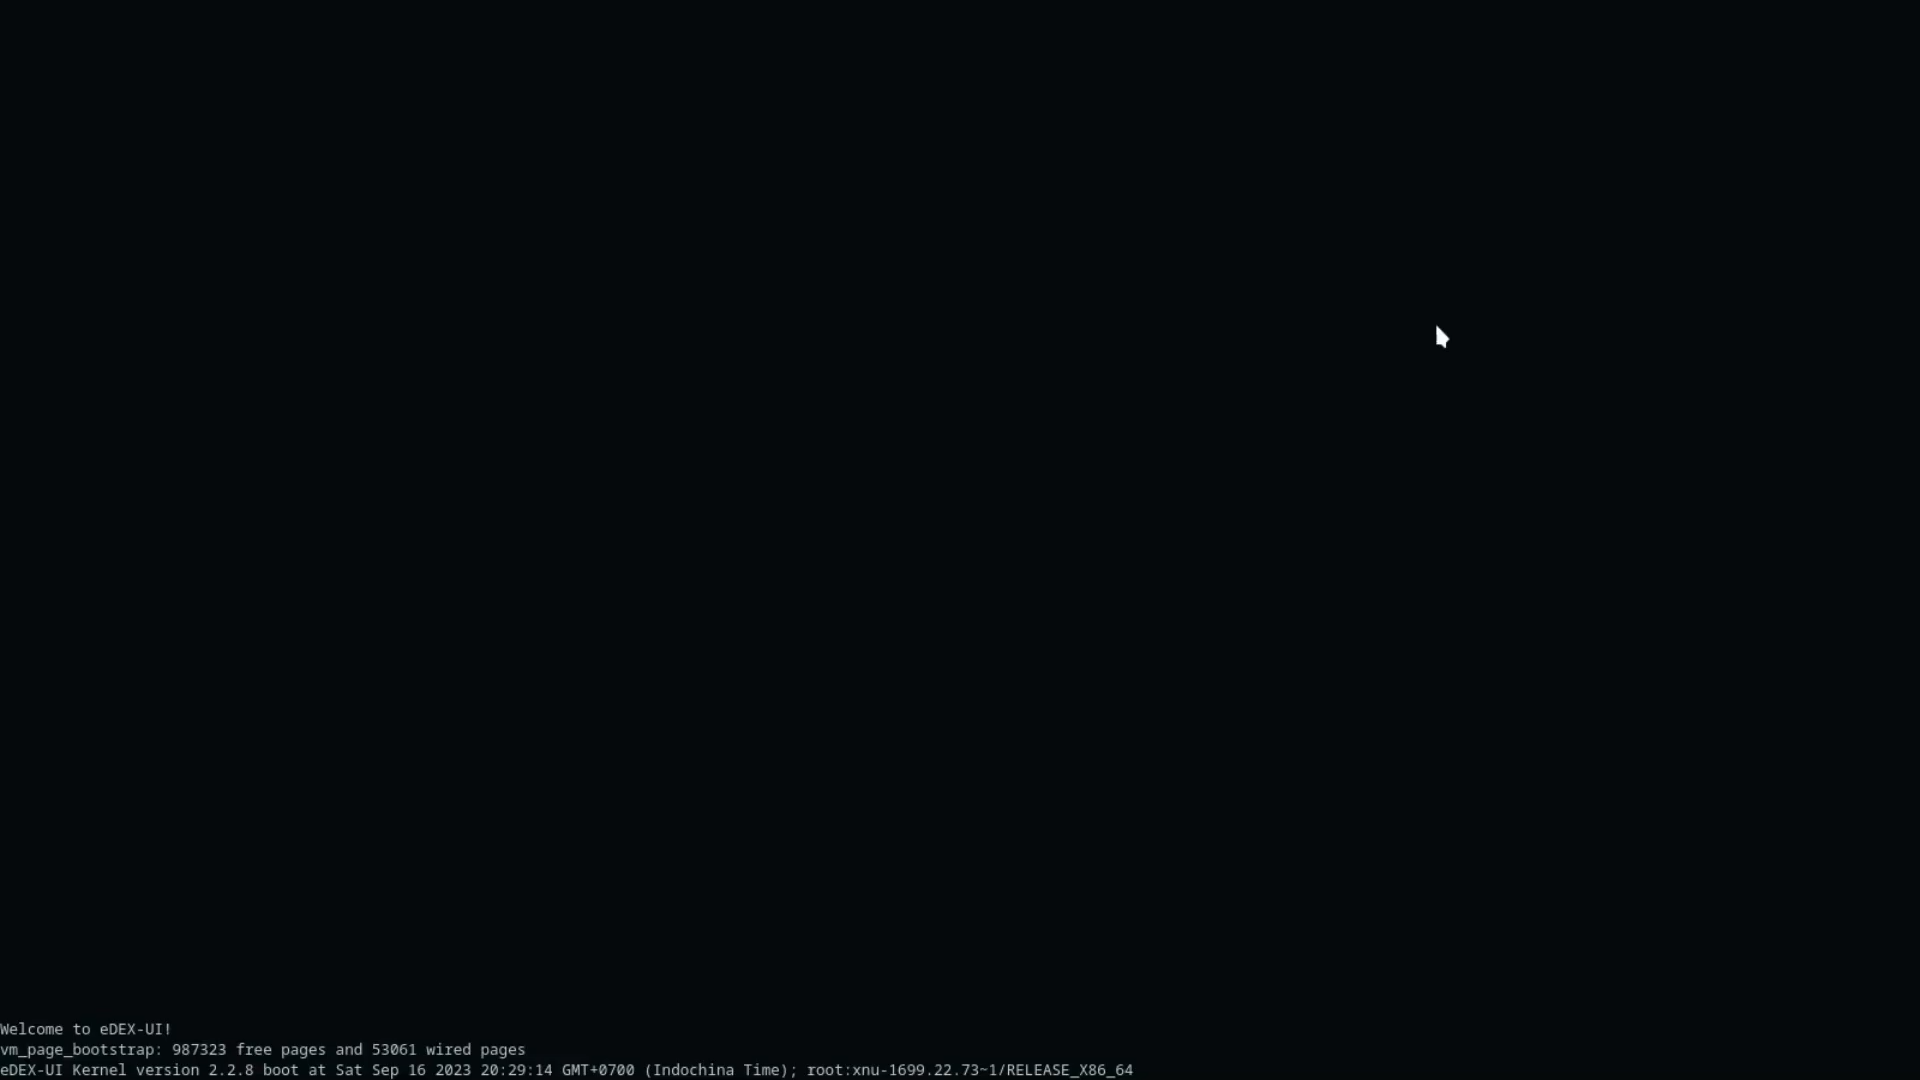 Welcome to eDEX-UI!
vm_page_bootstrap: 987323 free pages and 53061 wired pages
eDEX-UI Kernel version 2.2.8 boot at Sat Sep 16 2023 20:29:14 GMT+0700 (Indochina Time); root:xnu-1699.22.73~1/RELEASE_X86_64